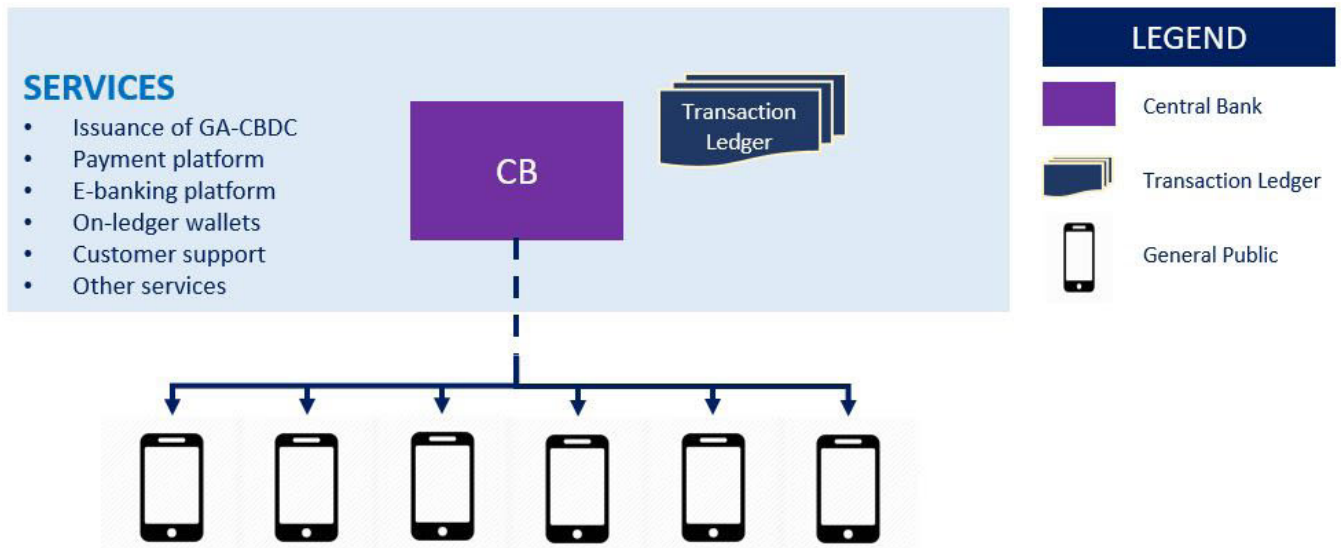 SERVICES
• Issuance of GA-CBDC
• Payment platform
• E-banking platform
• On-ledger wallets
• Customer support
• Other services
CB
Transaction
Ledger
LEGEND
Central Bank
Transaction Ledger
General Public